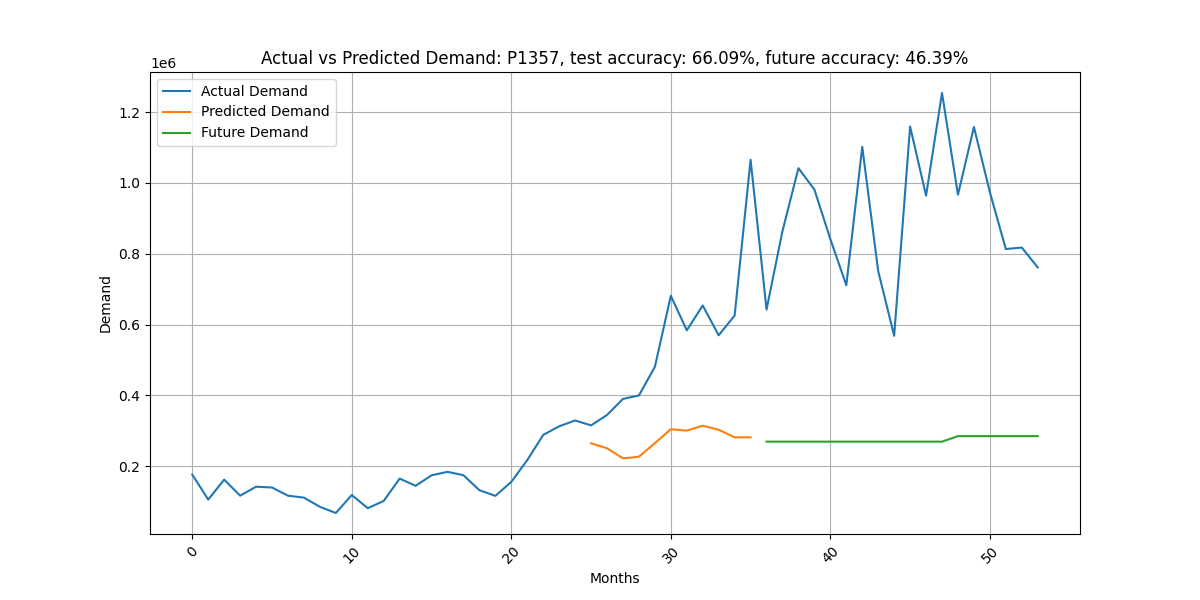 Actual vs Predicted Demand: P1357, test accuracy: 66.09%, future accuracy: 46.39%
1e6
Actual Demand
Predicted Demand
Future Demand
1.2
1.0
0.8
0.6
0.4
0.2
Demand
0 10 20 30 40 50
Months